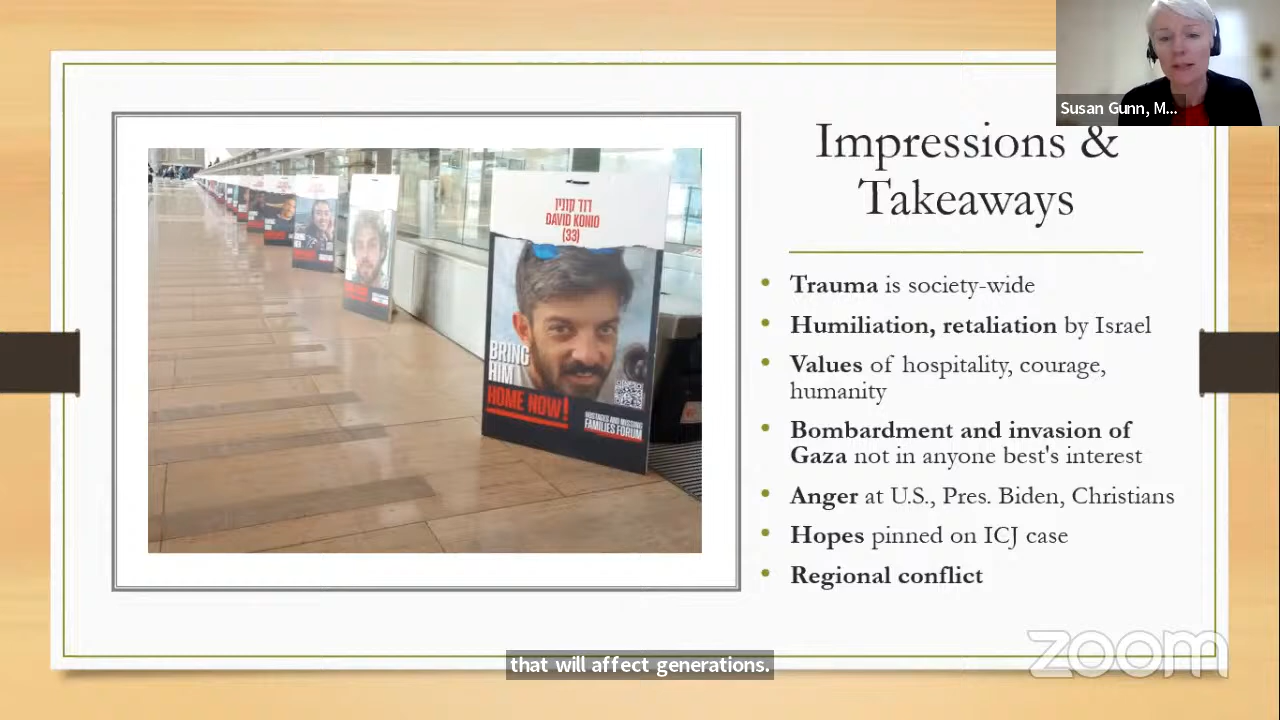 Susan Gunn, M...
Impressions &
Takeaways
• Trauma is society-wide
• Humiliation, retaliation by Israel
• Values of hospitality, courage,
humanity
• Bombardment and invasion of
Gaza not in anyone best's interest
• Anger at U.S., Pres. Biden, Christians
• Hopes pinned on ICJ case
• Regional conflict
דוד קוניו
DAVID KONIO
(33)
BRING
HIM
HOME NOW!
HOSTAGES AND MISSING
FAMILIES FORUM
that will affect generations.
zoom